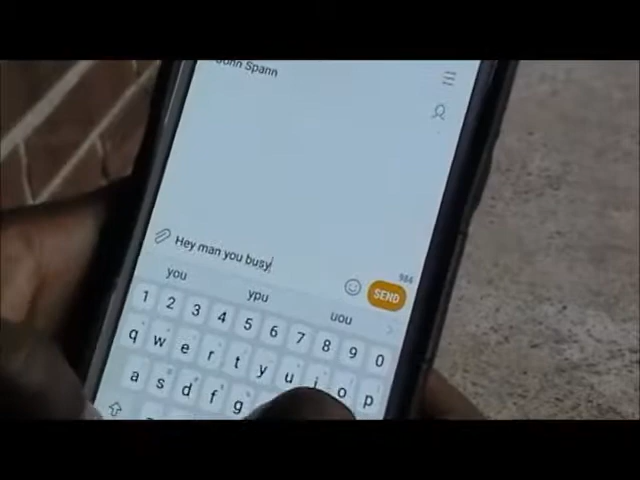 John Spann
Hey man you busy
984
SEND
you ypu uou
1 2 3 4 5 6 7 8 9 0
q w e r t y u i o p
a s d f g